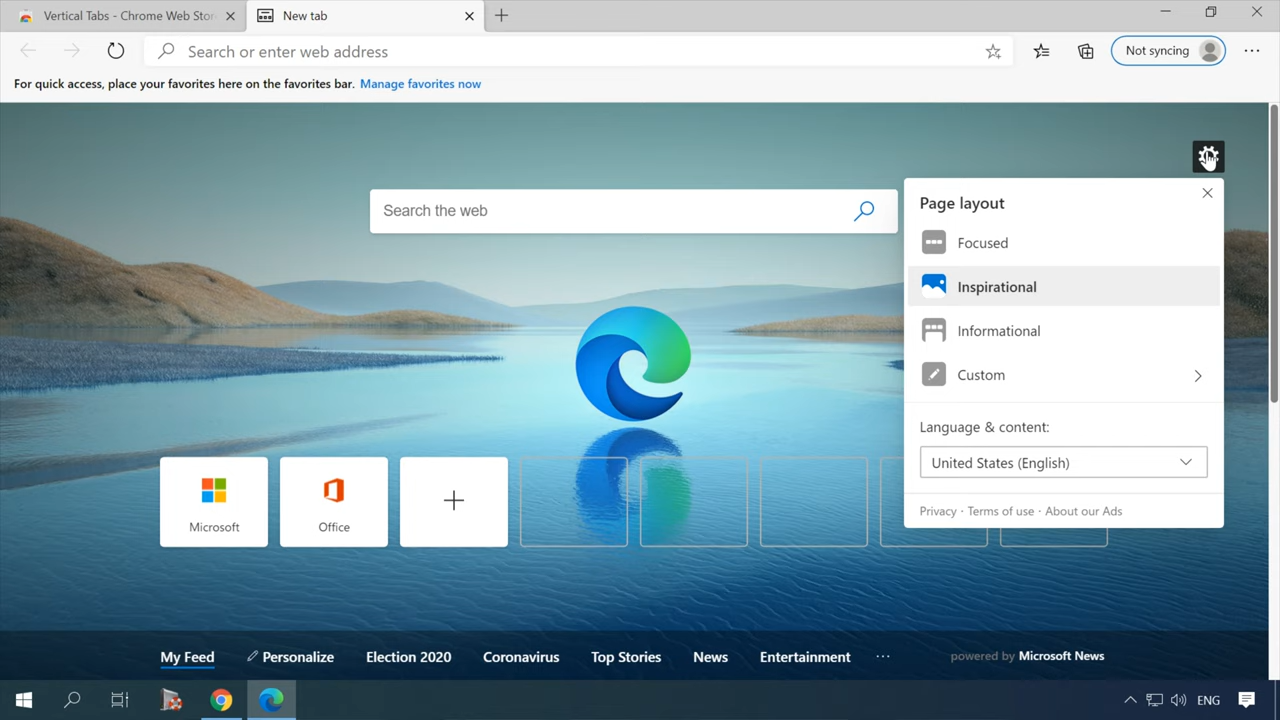 Vertical Tabs - Chrome Web Stor
New tab
Search or enter web address
Not syncing
For quick access, place your favorites here on the favorites bar. Manage favorites now
Search the web
Page layout
Focused
Inspirational
Informational
Custom
Language & content:
United States (English)
Privacy · Terms of use · About our Ads
Microsoft
Office
My Feed
Personalize
Election 2020
Coronavirus
Top Stories
News
Entertainment
powered by Microsoft News
ENG